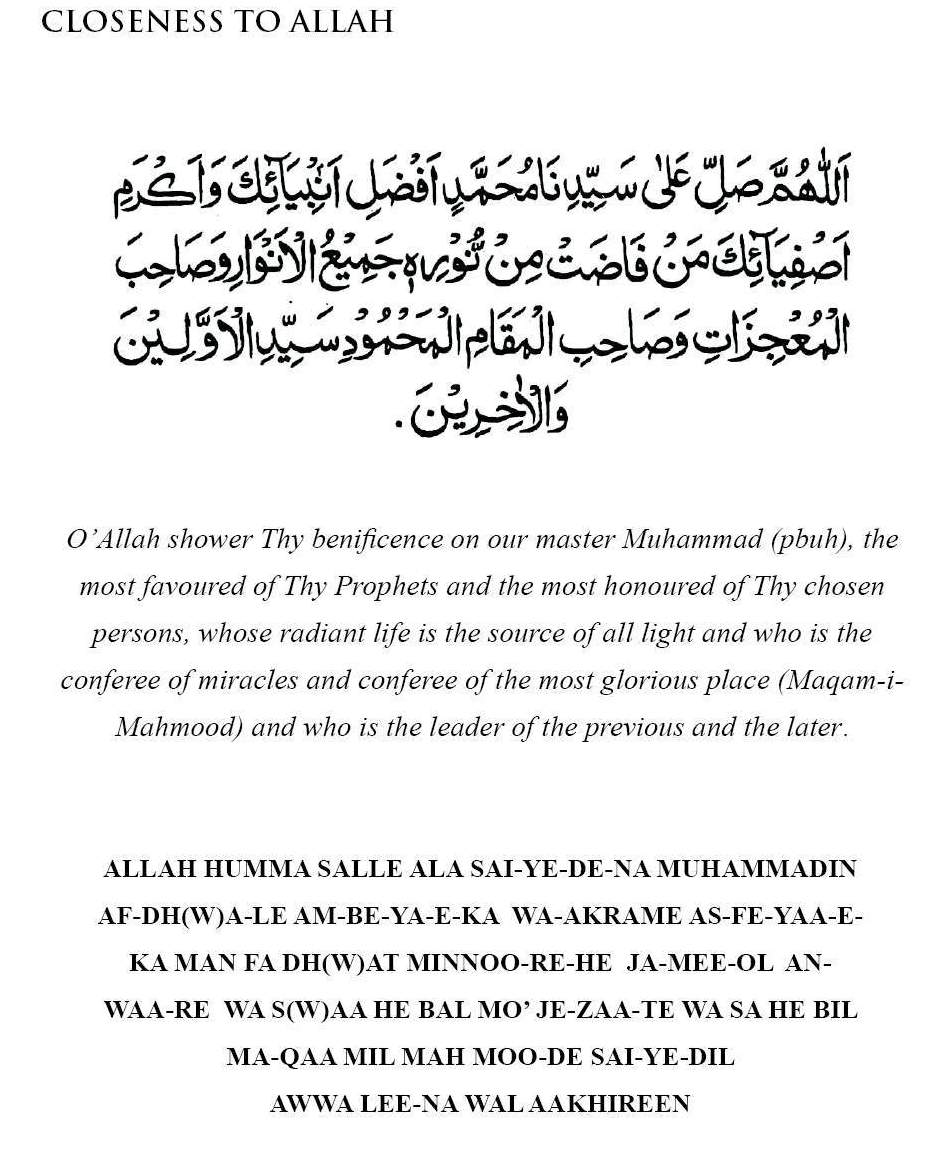 CLOSENESS TO ALLAH
اَللّٰهُمَّ صَلِّ عَلٰى سَيِّدِنَا مُحَمَّدٍ اَفْضَلِ اَنْۢبِيَآئِكَ وَاَكْرَمِ
اَصْفِيَآئِكَ مَنْ فَاضَتْ مِنْ نُّوْرِهٖ جَمِيْعُ الْاَنْوَارِ وَصَاحِبَ
الْمُعْجِزَاتِ وَصَاحِبِ الْمَقَامِ الْمَحْمُوْدِ سَيِّدِ الْاَوَّلِيْنَ
وَالْاٰخِرِيْنَ .
O’Allah shower Thy benificence on our master Muhammad (pbuh), the
most favoured of Thy Prophets and the most honoured of Thy chosen
persons, whose radiant life is the source of all light and who is the
conferee of miracles and conferee of the most glorious place (Maqam-i-
Mahmood) and who is the leader of the previous and the later.
ALLAH HUMMA SALLE ALA SAI-YE-DE-NA MUHAMMADIN
AF-DH(W)A-LE AM-BE-YA-E-KA WA-AKRAME AS-FE-YAA-E-
KA MAN FA DH(W)AT MINNOO-RE-HE JA-MEE-OL AN-
WAA-RE WA S(W)AA HE BAL MO’ JE-ZAA-TE WA SA HE BIL
MA-QAA MIL MAH MOO-DE SAI-YE-DIL
AWWA LEE-NA WAL AAKHIREEN